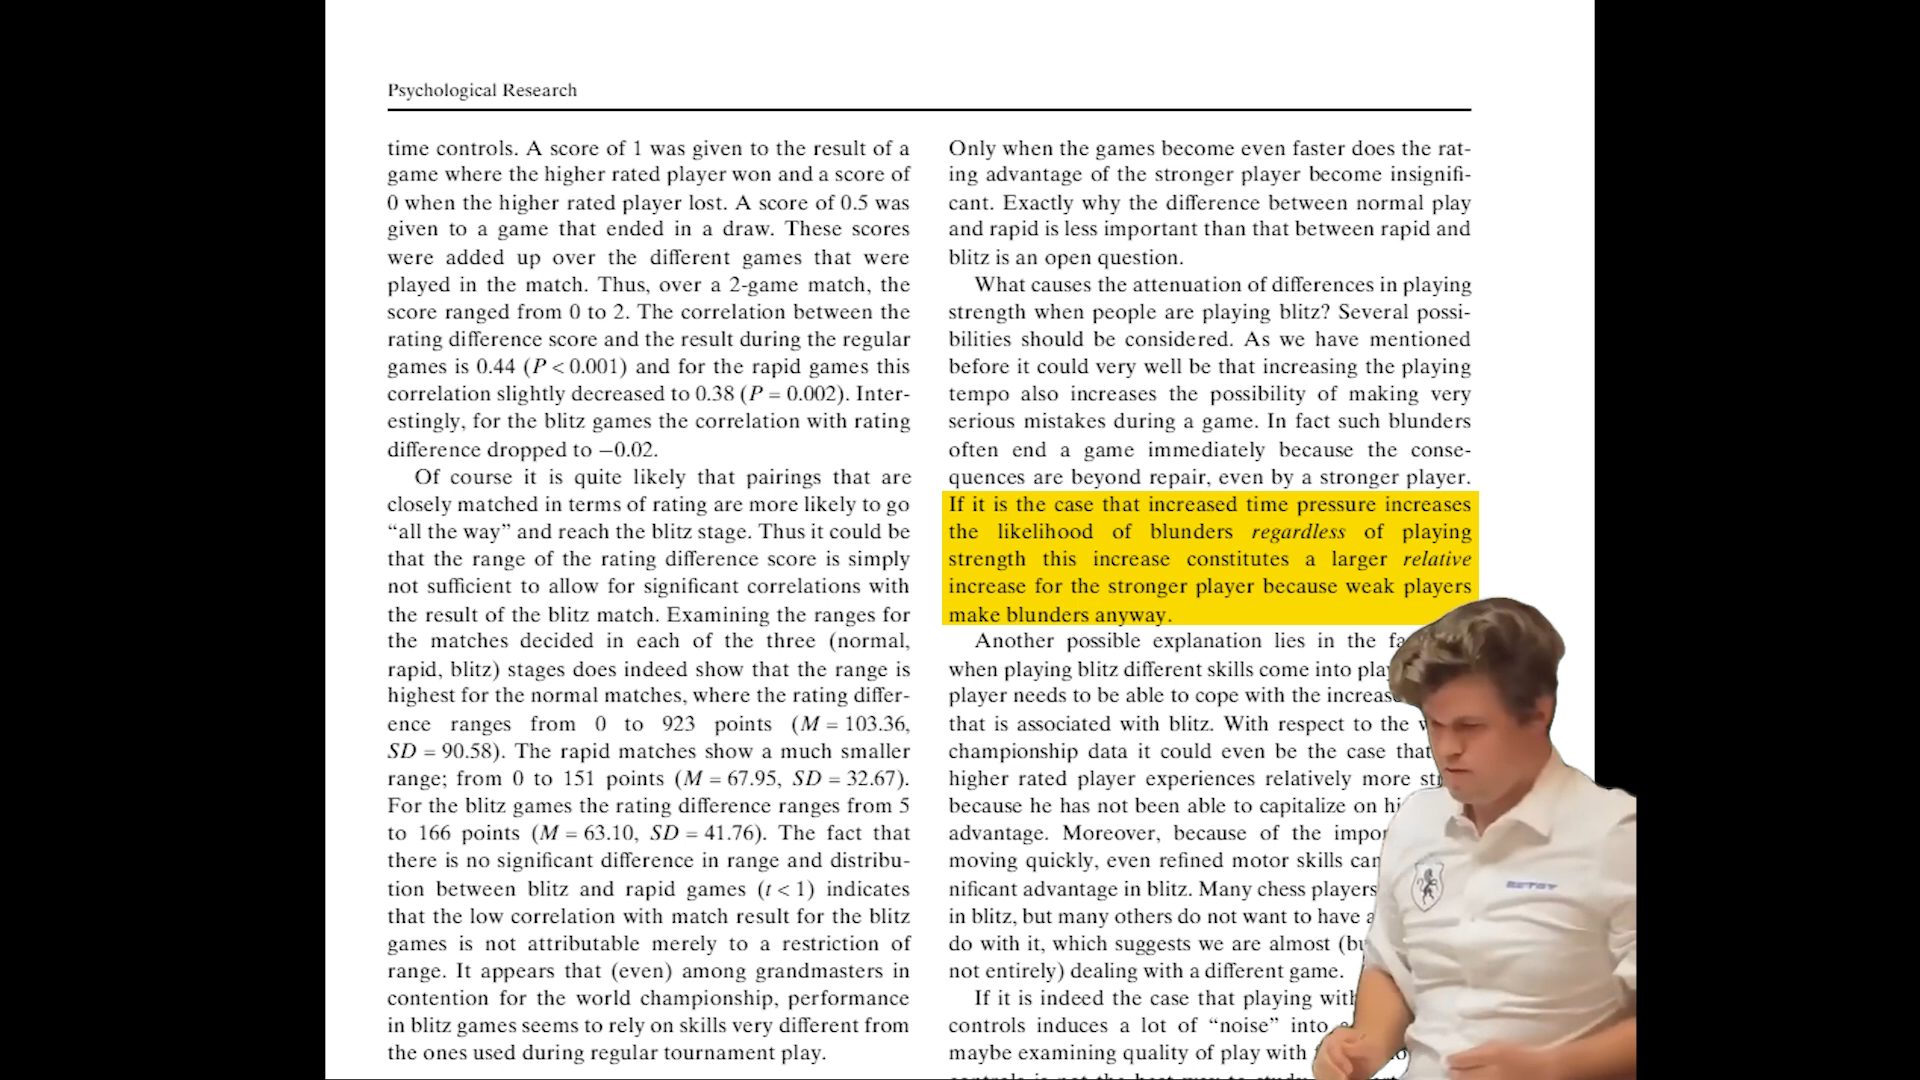 Psychological Research
time controls. A score of 1 was given to the result of a
game where the higher rated player won and a score of
0 when the higher rated player lost. A score of 0.5 was
given to a game that ended in a draw. These scores
were added up over the different games that were
played in the match. Thus, over a 2-game match, the
score ranged from 0 to 2. The correlation between the
rating difference score and the result during the regular
games is 0.44 (P < 0.001) and for the rapid games this
correlation slightly decreased to 0.38 (P = 0.002). Inter-
estingly, for the blitz games the correlation with rating
difference dropped to −0.02.
Of course it is quite likely that pairings that are
closely matched in terms of rating are more likely to go
“all the way” and reach the blitz stage. Thus it could be
that the range of the rating difference score is simply
not sufficient to allow for significant correlations with
the result of the blitz match. Examining the ranges for
the matches decided in each of the three (normal,
rapid, blitz) stages does indeed show that the range is
highest for the normal matches, where the rating differ-
ence ranges from 0 to 923 points (M = 103.36,
SD = 90.58). The rapid matches show a much smaller
range; from 0 to 151 points (M = 67.95, SD = 32.67).
For the blitz games the rating difference ranges from 5
to 166 points (M = 63.10, SD = 41.76). The fact that
there is no significant difference in range and distribu-
tion between blitz and rapid games (t < 1) indicates
that the low correlation with match result for the blitz
games is not attributable merely to a restriction of
range. It appears that (even) among grandmasters in
contention for the world championship, performance
in blitz games seems to rely on skills very different from
the ones used during regular tournament play.
Only when the games become even faster does the rat-
ing advantage of the stronger player become insignifi-
cant. Exactly why the difference between normal play
and rapid is less important than that between rapid and
blitz is an open question.
What causes the attenuation of differences in playing
strength when people are playing blitz? Several possi-
bilities should be considered. As we have mentioned
before it could very well be that increasing the playing
tempo also increases the possibility of making very
serious mistakes during a game. In fact such blunders
often end a game immediately because the conse-
quences are beyond repair, even by a stronger player.
If it is the case that increased time pressure increases
the likelihood of blunders regardless of playing
strength this increase constitutes a larger relative
increase for the stronger player because weak players
make blunders anyway.
Another possible explanation lies in the
when playing blitz different skills come into
player needs to be able to cope with the
that is associated with blitz. With respect to the
championship data it could even be the case that
higher rated player experiences relatively more
because he has not been able to capitalize on
advantage. Moreover, because of the
moving quickly, even refined motor skills
nificant advantage in blitz. Many chess players
in blitz, but many others do not want to have
do with it, which suggests we are almost
not entirely) dealing with a different game.
If it is indeed the case that playing
controls induces a lot of “noise” into
maybe examining quality of play with